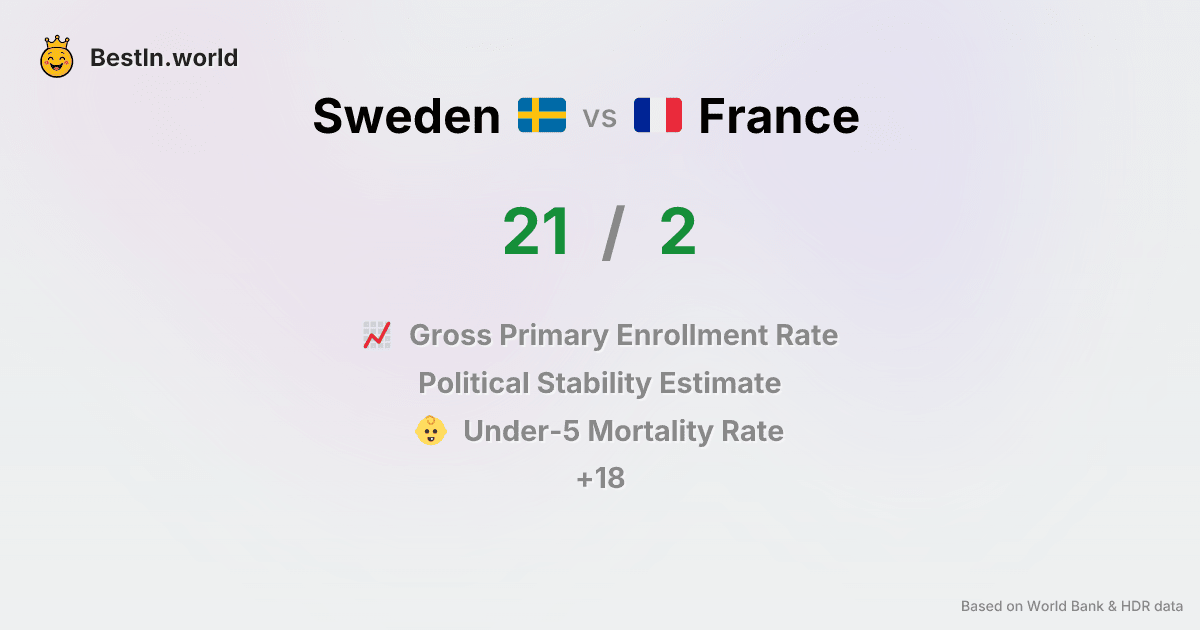 BestIn.world
Sweden vs France
21 / 2
Gross Primary Enrollment Rate
Political Stability Estimate
Under-5 Mortality Rate
+18
Based on World Bank & HDR data